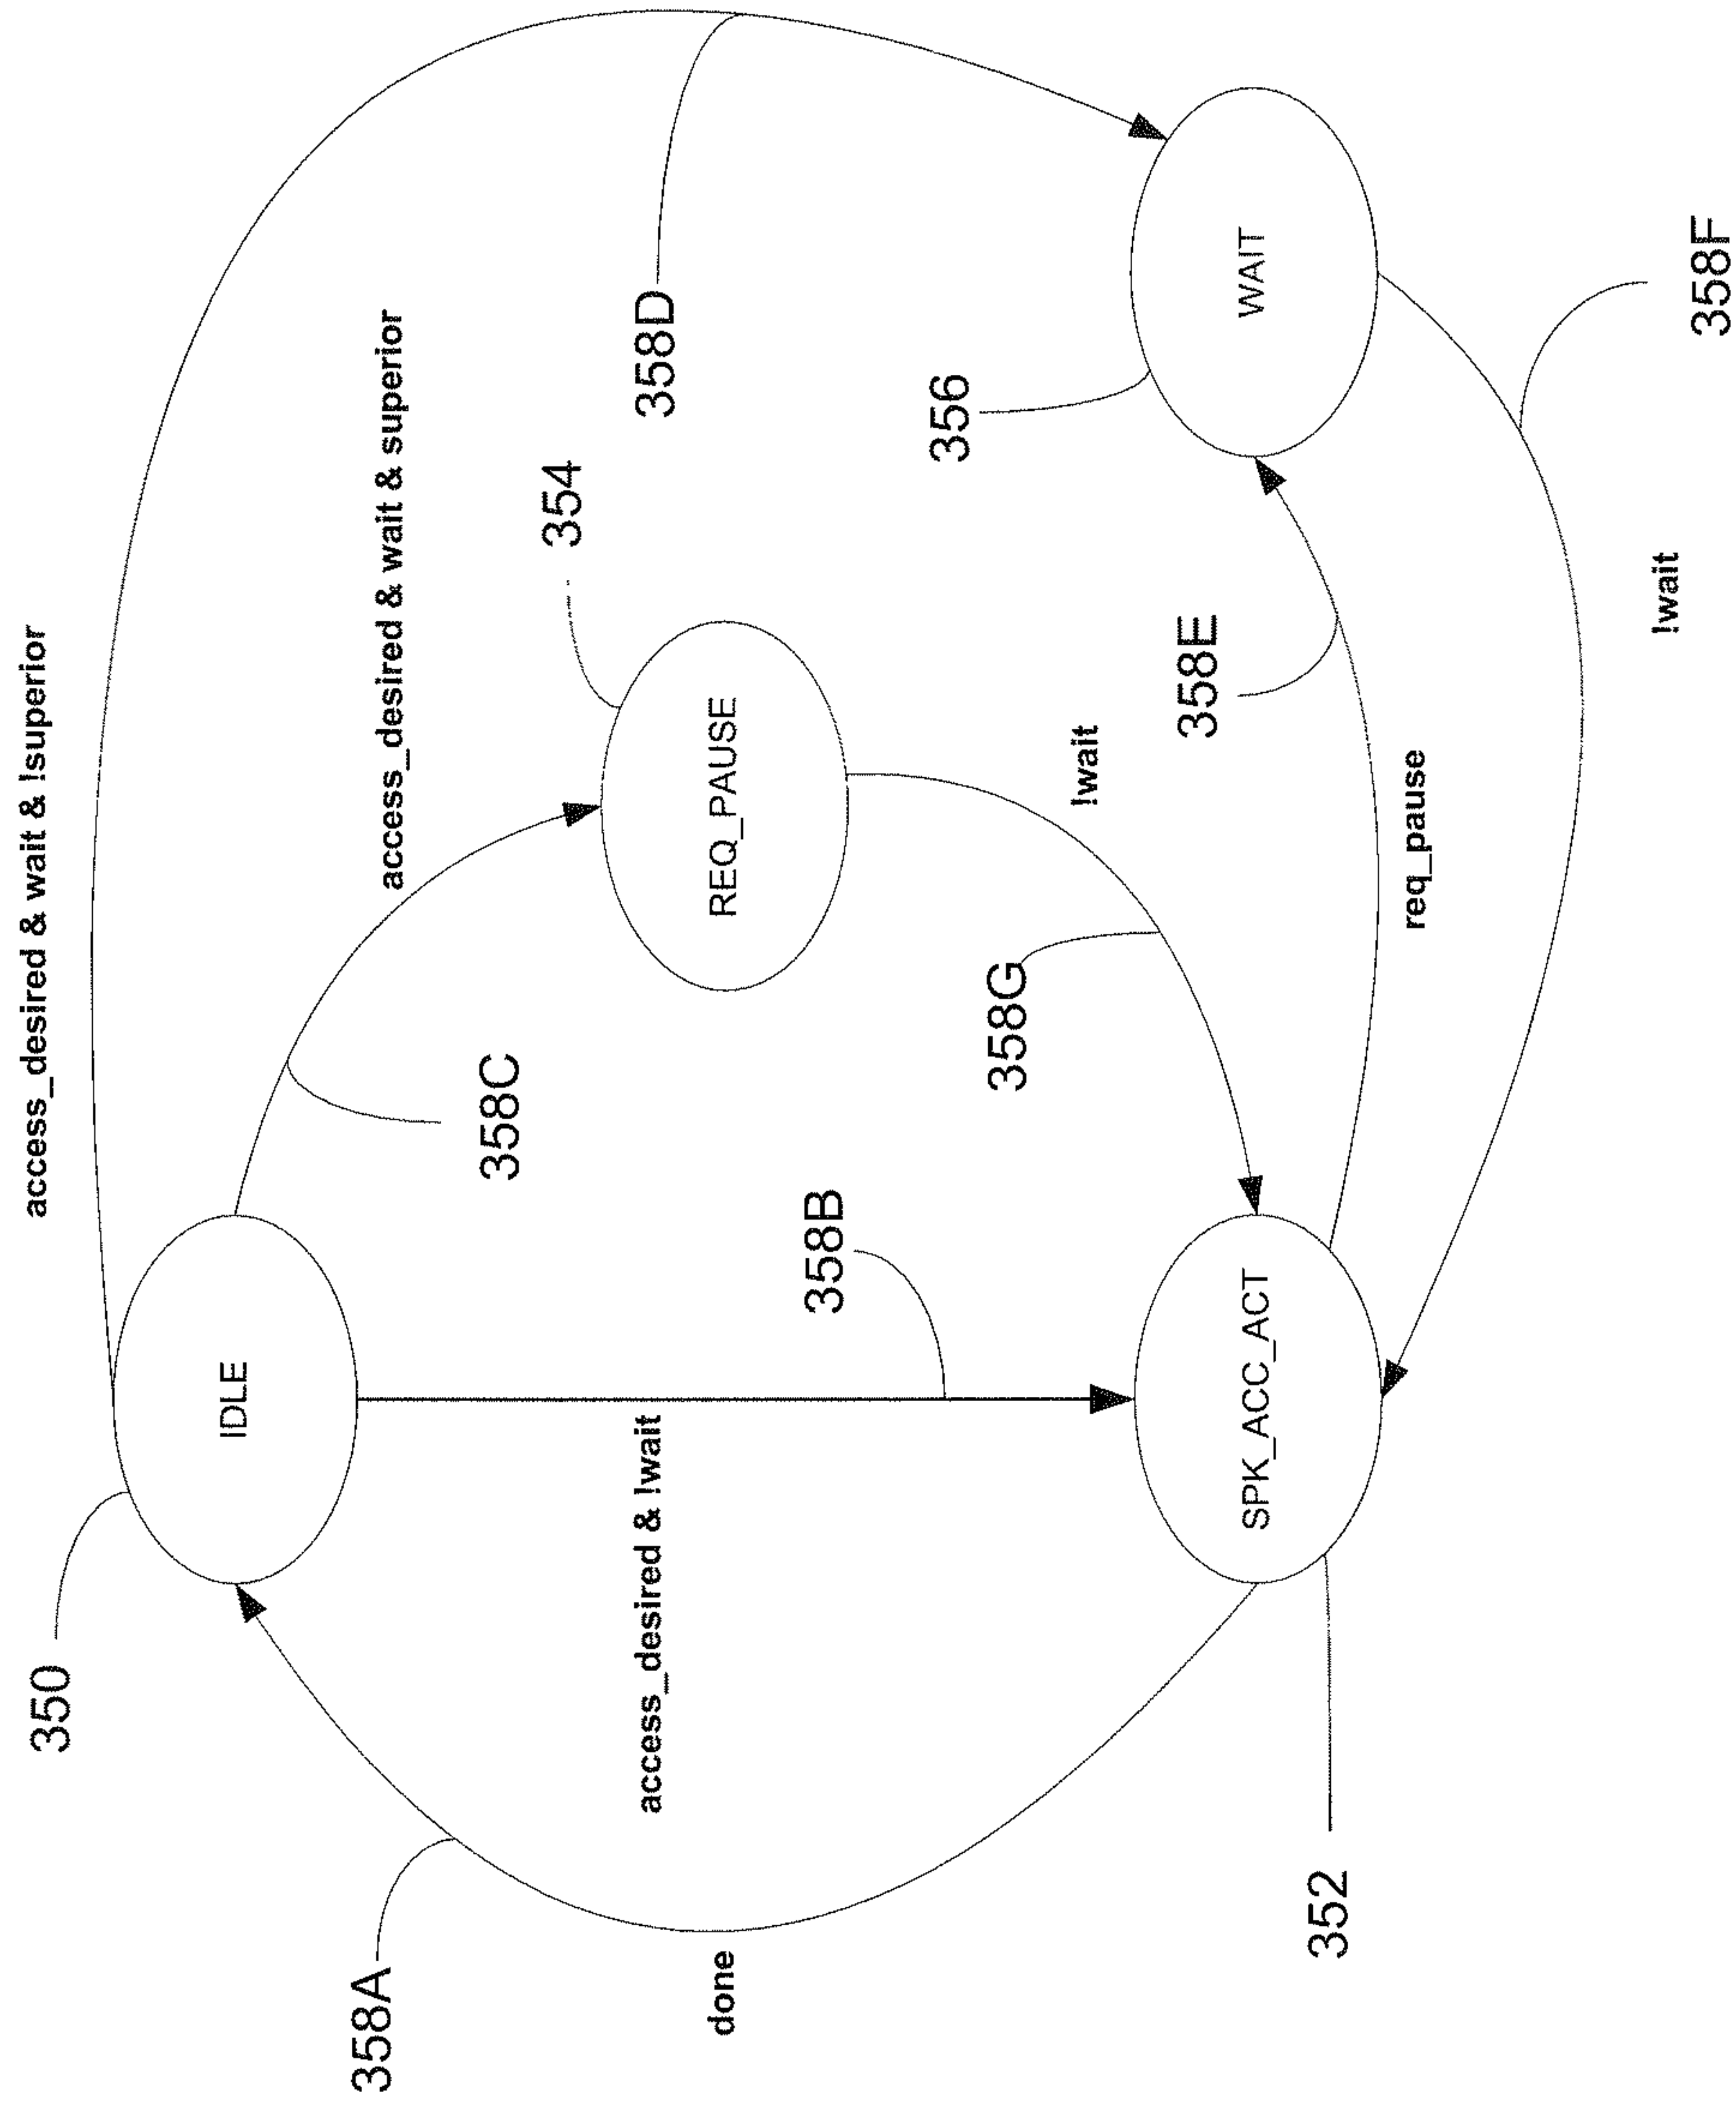 access_desired & wait & !superior
350
IDLE
access_desired & wait & superior
358C
354
REQ_PAUSE
358D
358A
done
access_desired & !wait
358B
358G
!wait
356
WAIT
358E
req_pause
352
SPK_ACC_ACT
!wait
358F